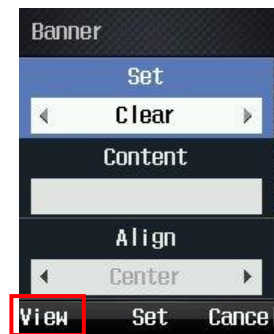 Banner
Set
Clear
Content
Align
Center
View Set Cance